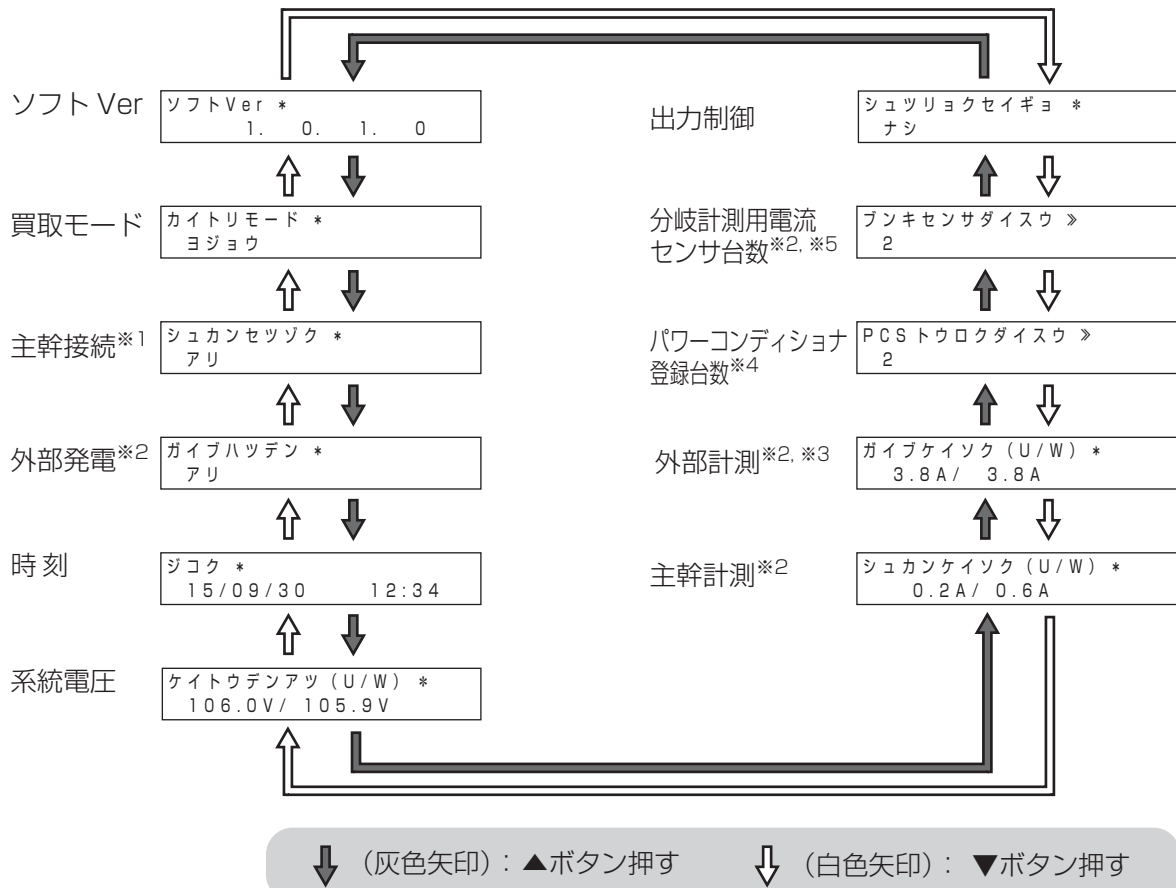 ソフト Ver
ソフトVer *
1. 0. 1. 0
買取モード
カイトリモード *
ヨジョウ
主幹接続※1
シュカンセツゾク *
アリ
外部発電※2
ガイブハツデン *
アリ
時刻
ジコク *
15/09/30 12:34
系統電圧
ケイトウデンアツ(U/W) *
106.0V/ 105.9V
出力制御
シュツリョクセイギョ *
ナシ
分岐計測用電流
センサ台数※2, ※5
ブンキセンサダイスウ 》
2
パワーコンディショナ
登録台数※4
PCSトウロクダイスウ 》
2
外部計測※2, ※3
ガイブケイソク(U/W) *
3.8A/ 3.8A
主幹計測※2
シュカンケイソク(U/W) *
0.2A/ 0.6A
(灰色矢印):▲ボタン押す
(白色矢印):▼ボタン押す